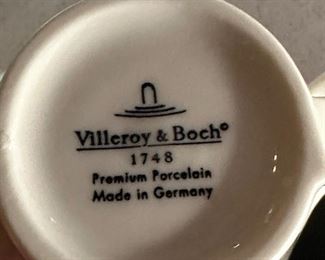 Villeroy & Boch®
1748
Premium Porcelain
Made in Germany